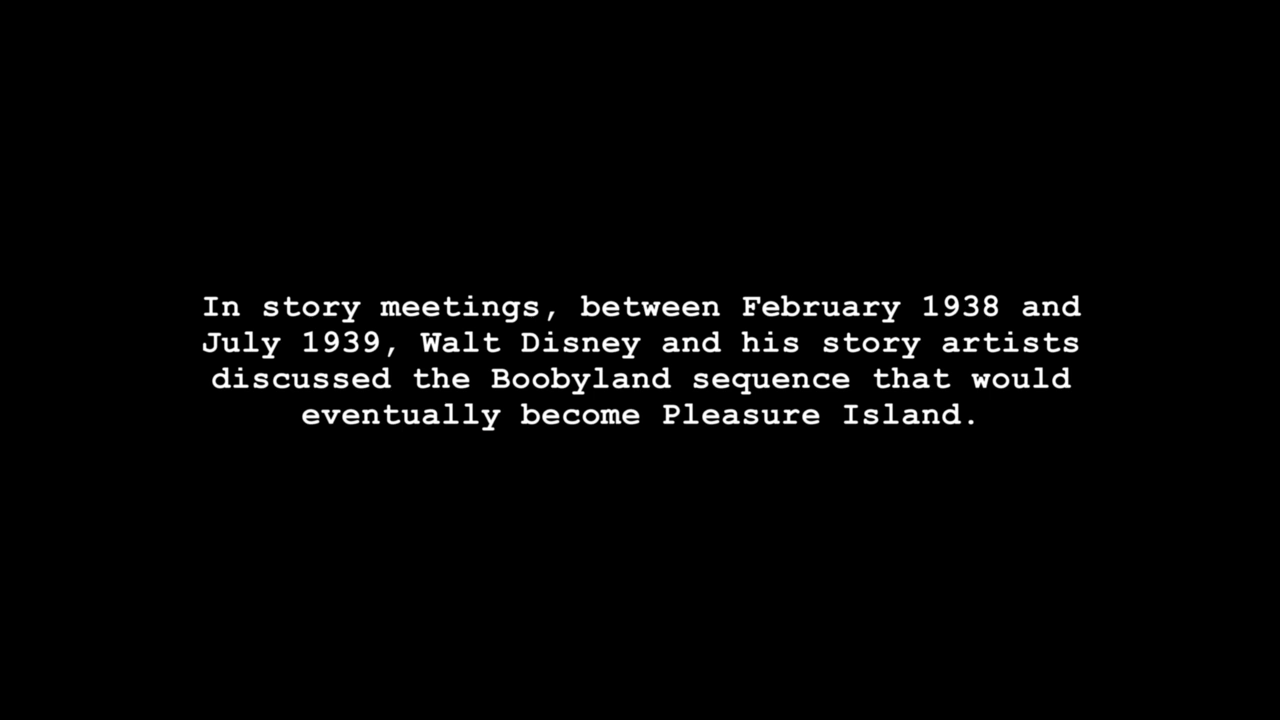 In story meetings, between February 1938 and
July 1939, Walt Disney and his story artists
discussed the Boobyland sequence that would
eventually become Pleasure Island.